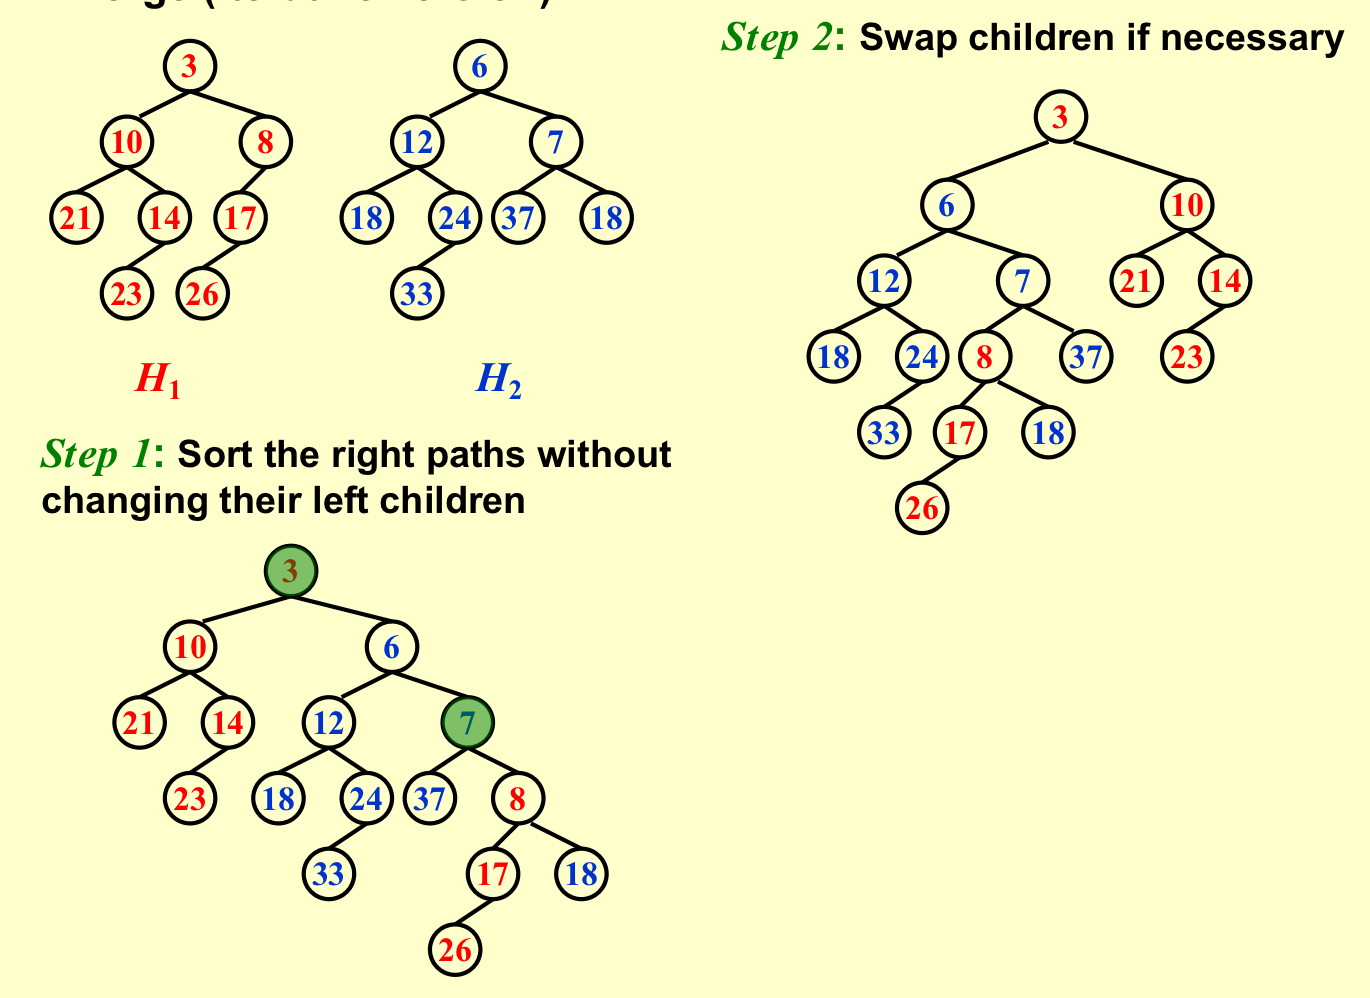 3 6
10 8 12 7
21 14 17 18 24 37 18
23 26 33
H1 H2
Step 1: Sort the right paths without
changing their left children
3
10 6
21 14 12 7
23 18 24 37 8
33 17 18
26
Step 2: Swap children if necessary
3
6 10
12 7 21 14
18 24 8 37 23
33 17 18
26